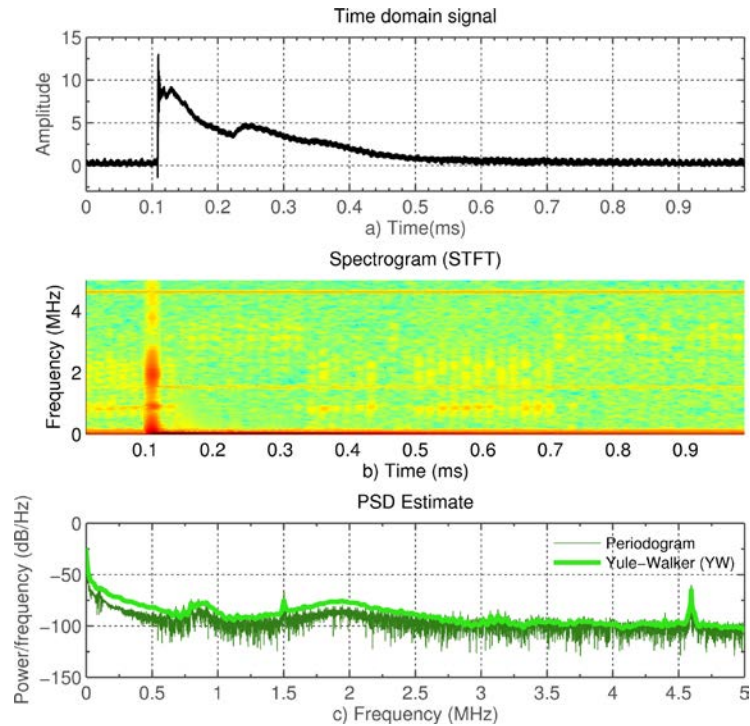 Time domain signal
15
10
5
0
Amplitude
0 0.1 0.2 0.3 0.4 0.5 0.6 0.7 0.8 0.9
a) Time(ms)
Spectrogram (STFT)
4
2
0
Frequency (MHz)
0.1 0.2 0.3 0.4 0.5 0.6 0.7 0.8 0.9
b) Time (ms)
PSD Estimate
0
−50
−100
−150
Power/frequency (dB/Hz)
Periodogram
Yule−Walker (YW)
0 0.5 1 1.5 2 2.5 3 3.5 4 4.5 5
c) Frequency (MHz)